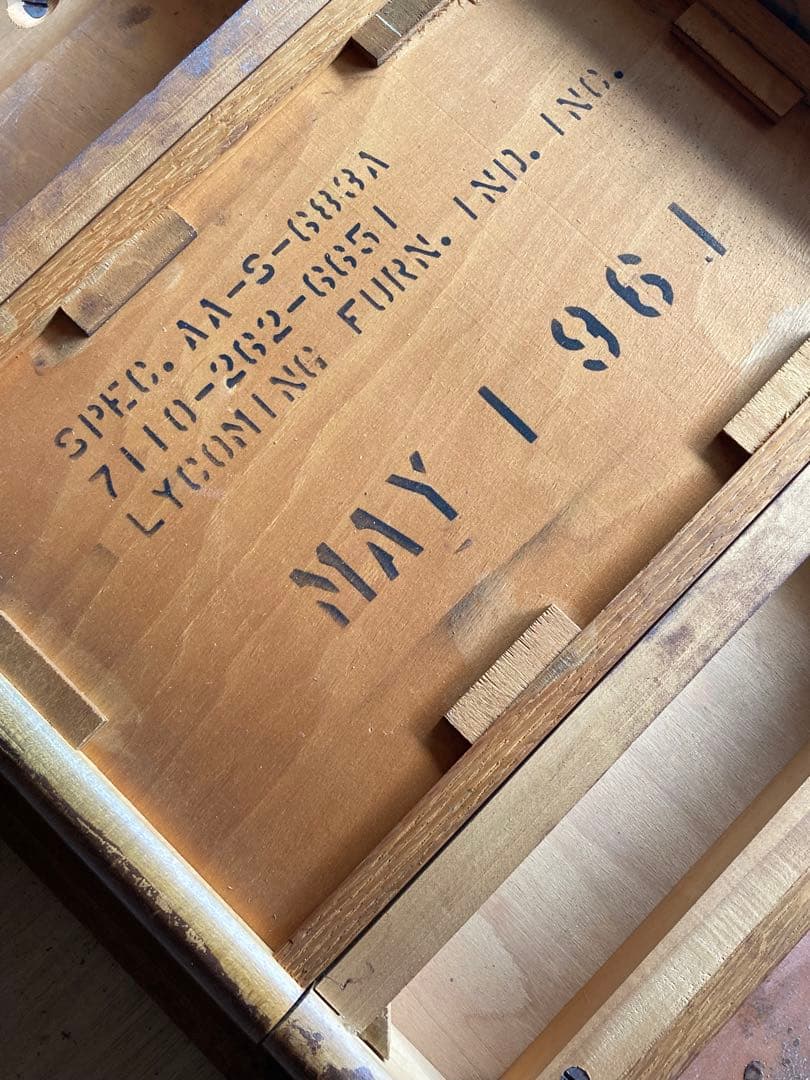 SPEC. AA-S-683A
7110-262-6651
LYCOMING FURN. IND. INC.
MAY 1961